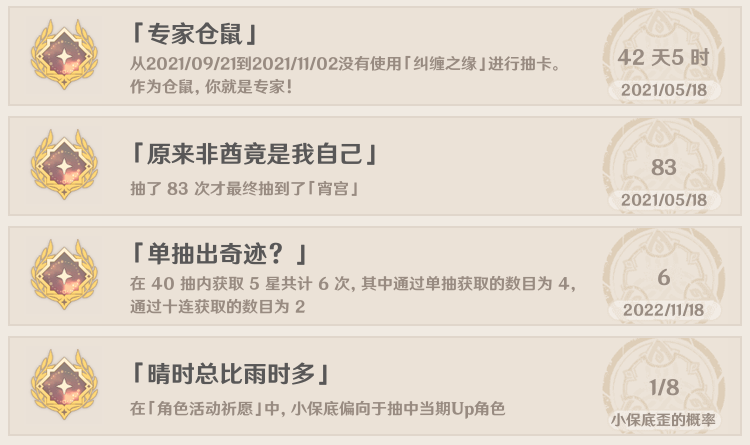 「专家仓鼠」
从2021/09/21到2021/11/02没有使用「纠缠之缘」进行抽卡。
作为仓鼠，你就是专家！
42 天5 时
2021/05/18
「原来非酋竟是我自己」
抽了 83 次才最终抽到了「宵宫」
83
2021/05/18
「单抽出奇迹？」
在 40 抽内获取 5 星共计 6 次，其中通过单抽获取的数目为 4，
通过十连获取的数目为 2
6
2022/11/18
「晴时总比雨时多」
在「角色活动祈愿」中，小保底偏向于抽中当期Up角色
1/8
小保底歪的概率